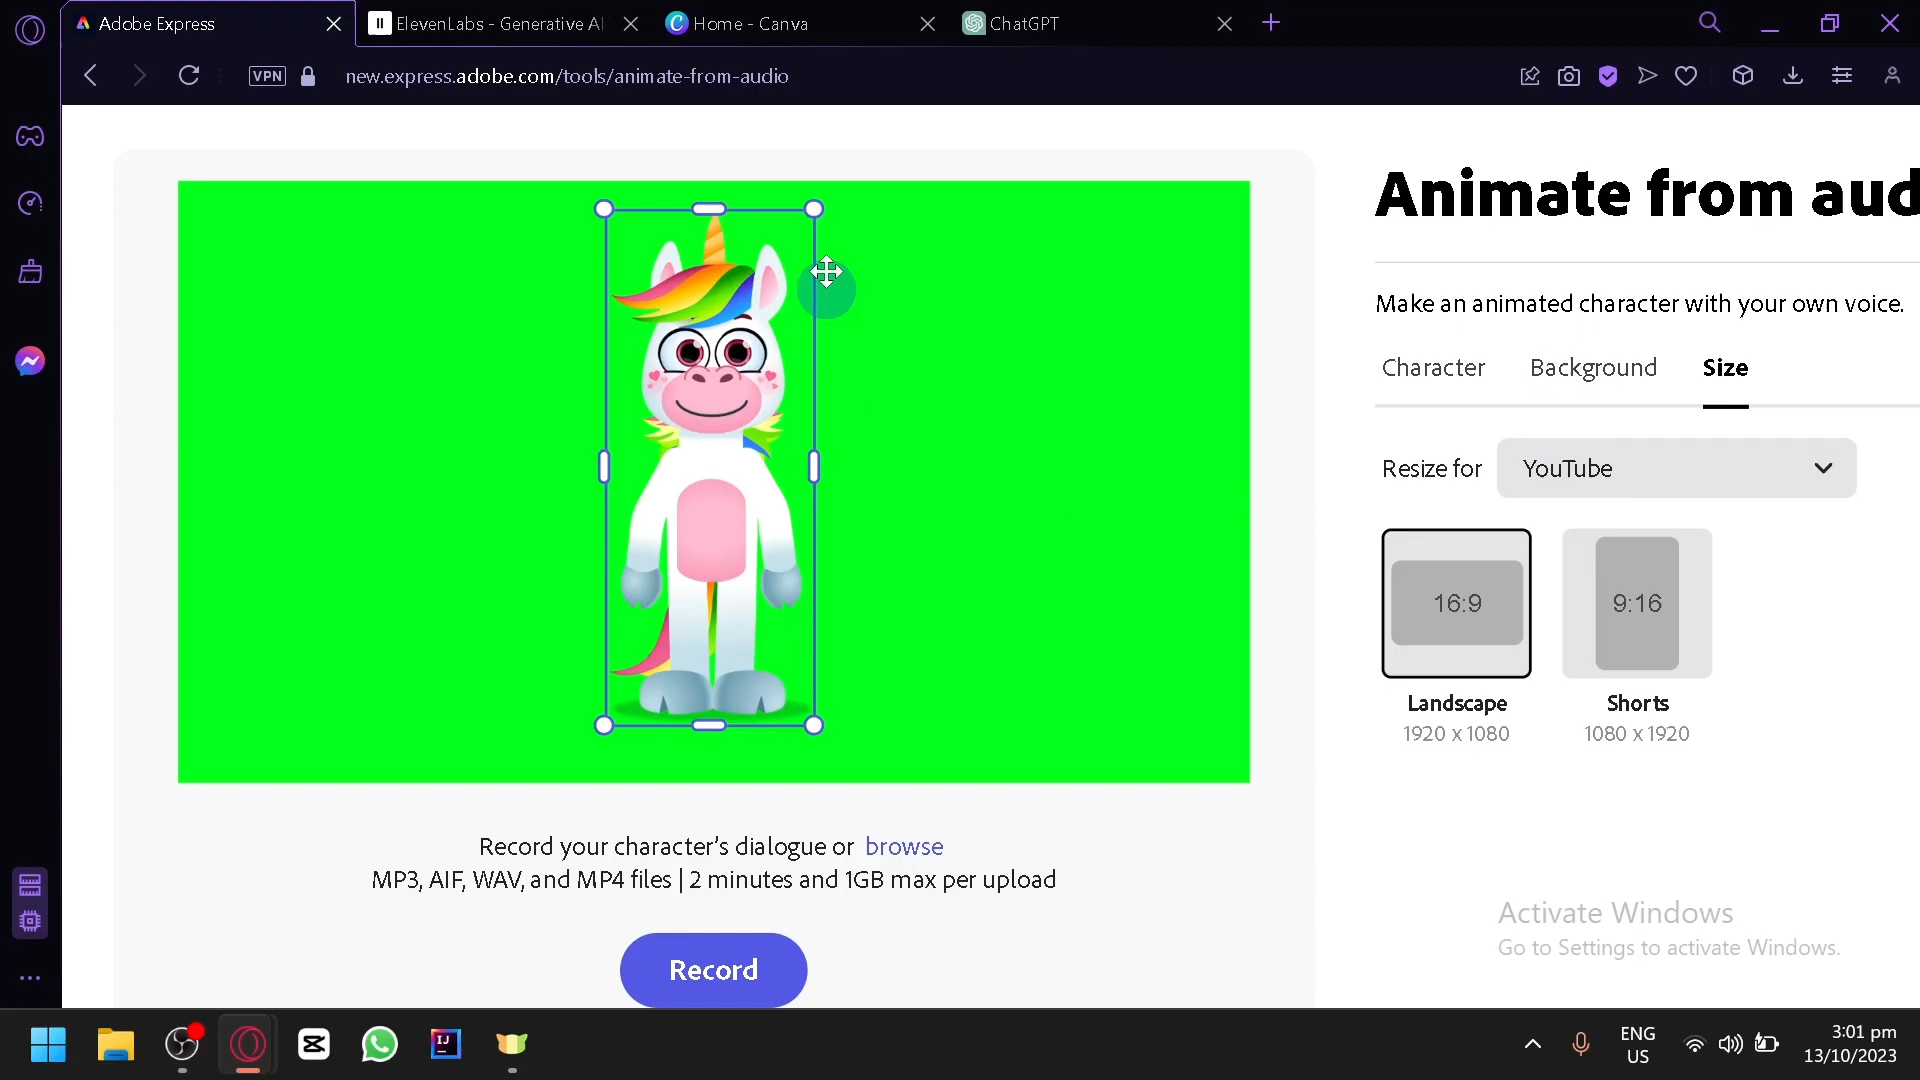 Adobe Express
ElevenLabs - Generative AI
Home - Canva
ChatGPT
VPN
new.express.adobe.com/tools/animate-from-audio
Animate from aud
Make an animated character with your own voice.
Character Background Size
Resize for YouTube
16:9
9:16
Landscape
Shorts
1920 x 1080
1080 x 1920
Record your character's dialogue or browse
MP3, AIF, WAV, and MP4 files | 2 minutes and 1GB max per upload
Record
Activate Windows
Go to Settings to activate Windows.
IJ
ENG
US
3:01 pm
13/10/2023